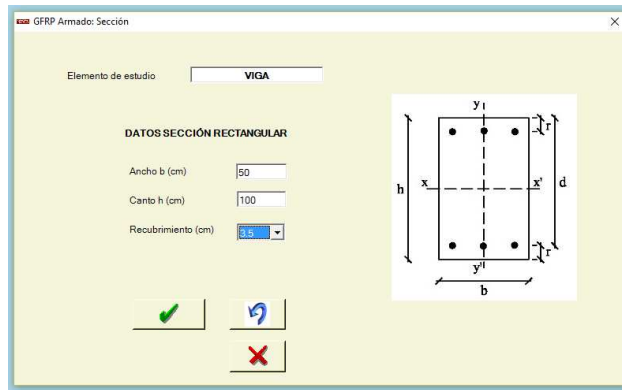 GFRP Armado: Sección
Elemento de estudio VIGA
DATOS SECCIÓN RECTANGULAR
Ancho b (cm) 50
Canto h (cm) 100
Recubrimiento (cm) 3.5
y
r
h
x
x'
d
r
y'
b